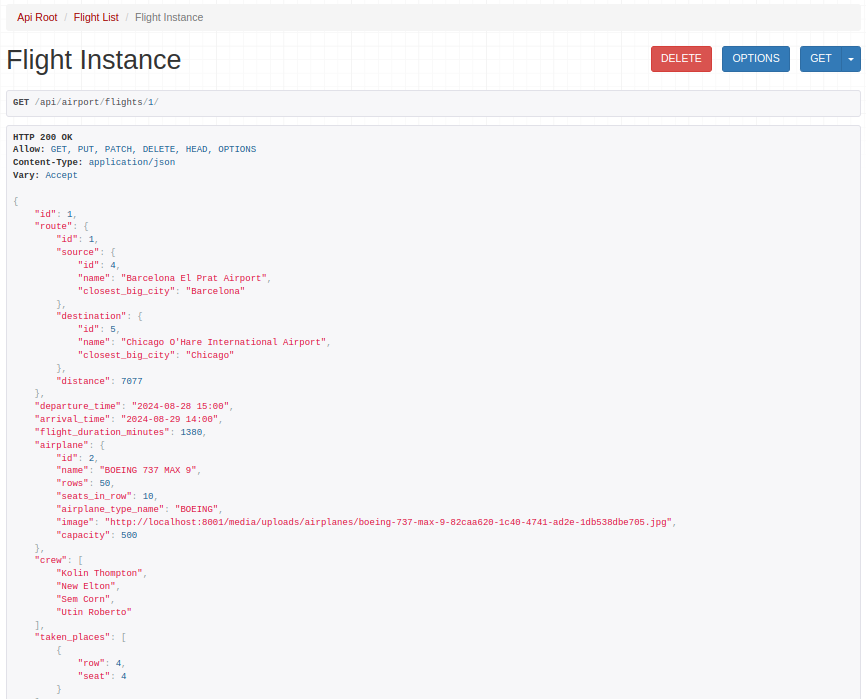 Api Root / Flight List / Flight Instance
Flight Instance
DELETE OPTIONS GET
GET /api/airport/flights/1/
HTTP 200 OK
Allow: GET, PUT, PATCH, DELETE, HEAD, OPTIONS
Content-Type: application/json
Vary: Accept
{
    "id": 1,
    "route": {
        "id": 1,
        "source": {
            "id": 4,
            "name": "Barcelona El Prat Airport",
            "closest_big_city": "Barcelona"
        },
        "destination": {
            "id": 5,
            "name": "Chicago O'Hare International Airport",
            "closest_big_city": "Chicago"
        },
        "distance": 7077
    },
    "departure_time": "2024-08-28 15:00",
    "arrival_time": "2024-08-29 14:00",
    "flight_duration_minutes": 1380,
    "airplane": {
        "id": 2,
        "name": "BOEING 737 MAX 9",
        "rows": 50,
        "seats_in_row": 10,
        "airplane_type_name": "BOEING",
        "image": "http://localhost:8001/media/uploads/airplanes/boeing-737-max-9-82caa620-1c40-4741-ad2e-1db538dbe705.jpg",
        "capacity": 500
    },
    "crew": [
        "Kolin Thompton",
        "New Elton",
        "Sem Corn",
        "Utin Roberto"
    ],
    "taken_places": [
        {
            "row": 4,
            "seat": 4
        }